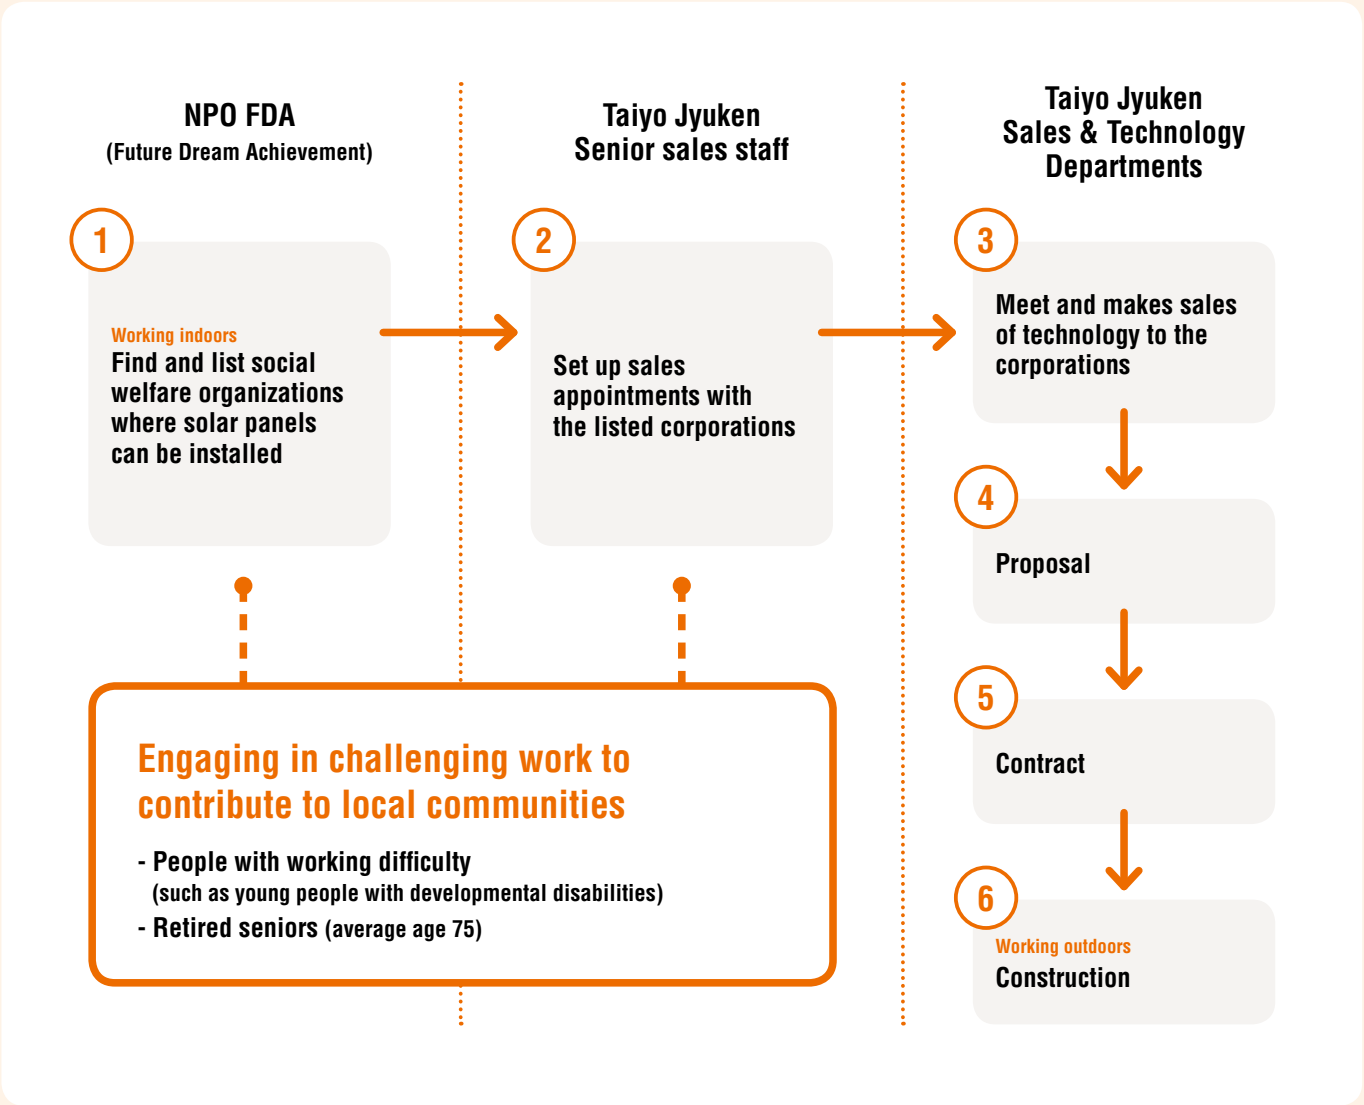 NPO FDA
(Future Dream Achievement)
1
Working indoors
Find and list social
welfare organizations
where solar panels
can be installed
Taiyo Jyuken
Senior sales staff
2
Set up sales
appointments with
the listed corporations
Engaging in challenging work to
contribute to local communities
- People with working difficulty
(such as young people with developmental disabilities)
- Retired seniors (average age 75)
Taiyo Jyuken
Sales & Technology
Departments
3
Meet and makes sales
of technology to the
corporations
4
Proposal
5
Contract
6
Working outdoors
Construction